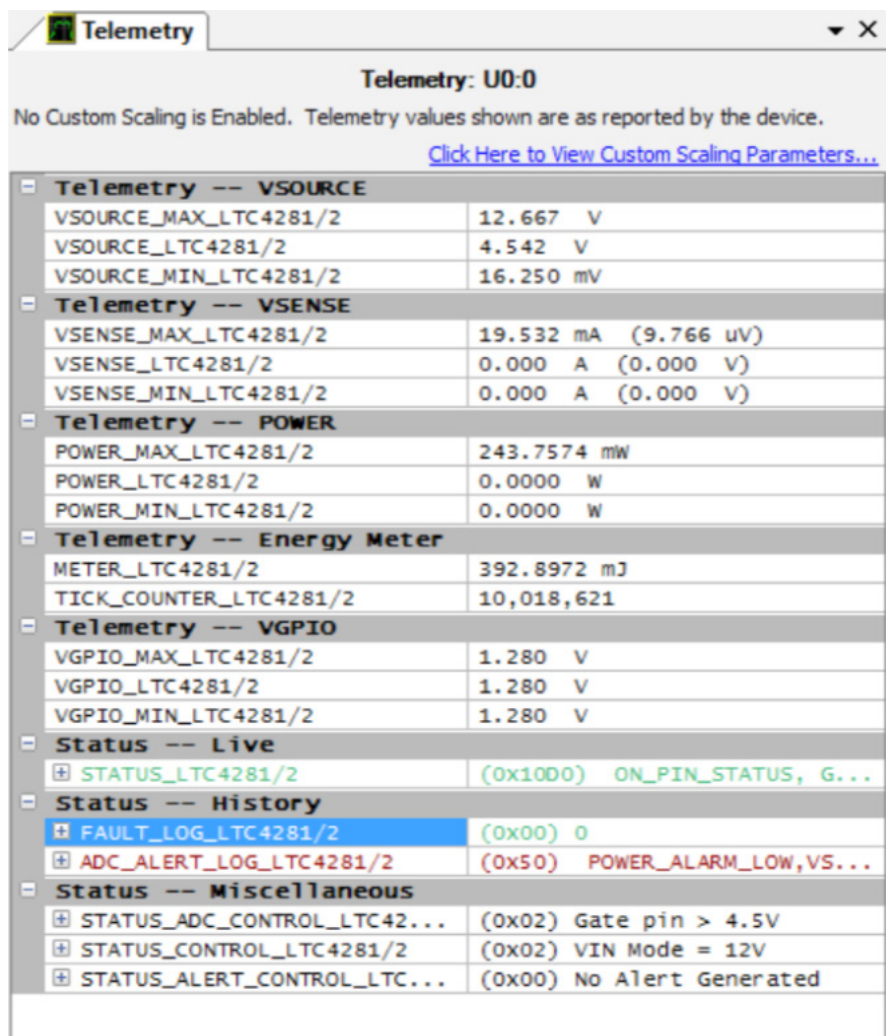 Telemetry
Telemetry: U0:0
No Custom Scaling is Enabled. Telemetry values shown are as reported by the device.
Click Here to View Custom Scaling Parameters...
Telemetry -- VSOURCE
VSOURCE_MAX_LTC4281/2 12.667 V
VSOURCE_LTC4281/2 4.542 V
VSOURCE_MIN_LTC4281/2 16.250 mV
Telemetry -- VSENSE
VSENSE_MAX_LTC4281/2 19.532 mA (9.766 uV)
VSENSE_LTC4281/2 0.000 A (0.000 V)
VSENSE_MIN_LTC4281/2 0.000 A (0.000 V)
Telemetry -- POWER
POWER_MAX_LTC4281/2 243.7574 mW
POWER_LTC4281/2 0.0000 W
POWER_MIN_LTC4281/2 0.0000 W
Telemetry -- Energy Meter
METER_LTC4281/2 392.8972 mJ
TICK_COUNTER_LTC4281/2 10,018,621
Telemetry -- VGPIO
VGPIO_MAX_LTC4281/2 1.280 V
VGPIO_LTC4281/2 1.280 V
VGPIO_MIN_LTC4281/2 1.280 V
Status -- Live
STATUS_LTC4281/2 (0x10D0) ON_PIN_STATUS, G...
Status -- History
FAULT_LOG_LTC4281/2 (0x00) 0
ADC_ALERT_LOG_LTC4281/2 (0x50) POWER_ALARM_LOW,VS...
Status -- Miscellaneous
STATUS_ADC_CONTROL_LTC42... (0x02) Gate pin > 4.5V
STATUS_CONTROL_LTC4281/2 (0x02) VIN Mode = 12V
STATUS_ALERT_CONTROL_LTC... (0x00) No Alert Generated